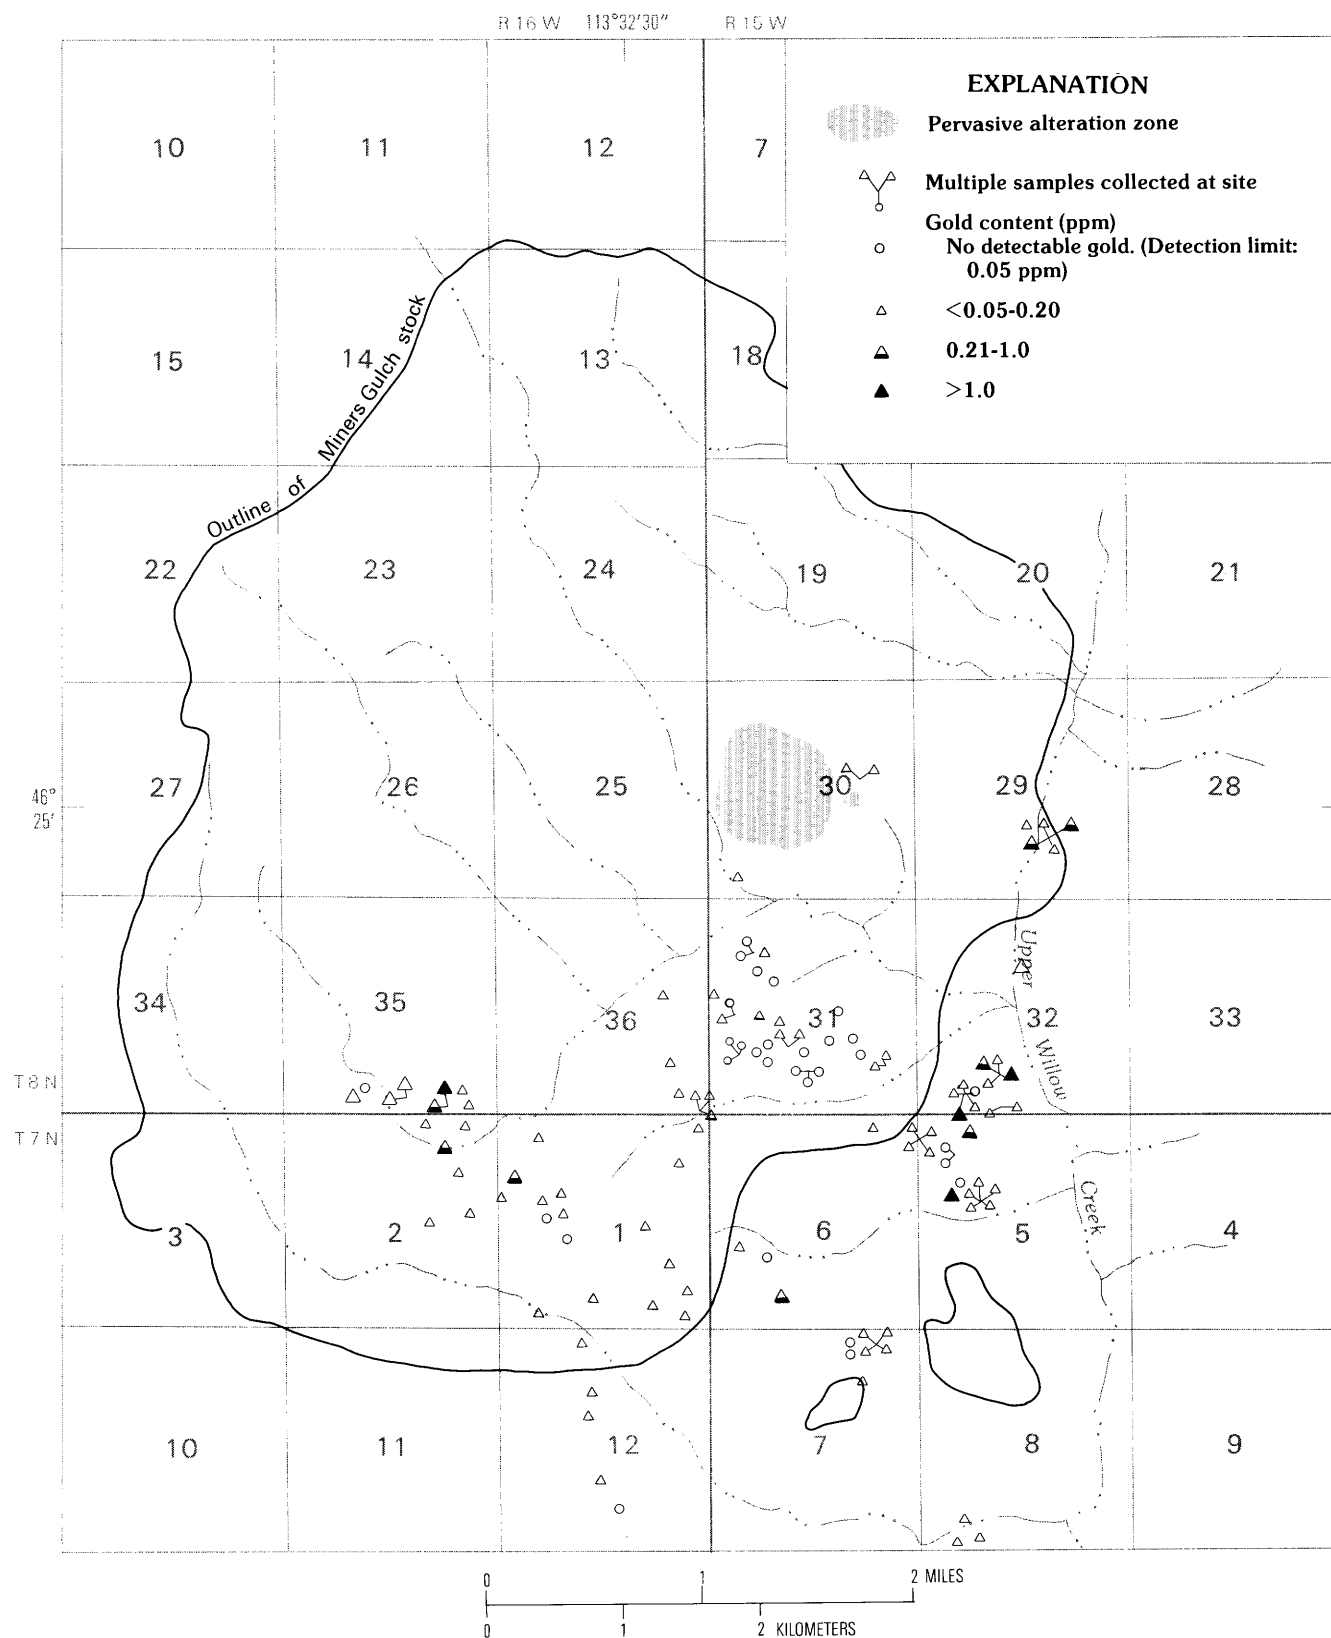 R 16 W 113°32'30" R 15 W
EXPLANATION
Pervasive alteration zone
Multiple samples collected at site
Gold content (ppm)
No detectable gold. (Detection limit:
0.05 ppm)
<0.05-0.20
0.21-1.0
>1.0
10 11 12 7
15 14 13 18
Outline of Miners Gulch stock
22 23 24 19 20 21
27 26 25 30 29 28
46°
25'
34 35 36 31 32 33
Upper Willow Creek
T 8 N
T 7 N
3 2 1 6 5 4
10 11 12 7 8 9
0 1 2 MILES
0 1 2 KILOMETERS